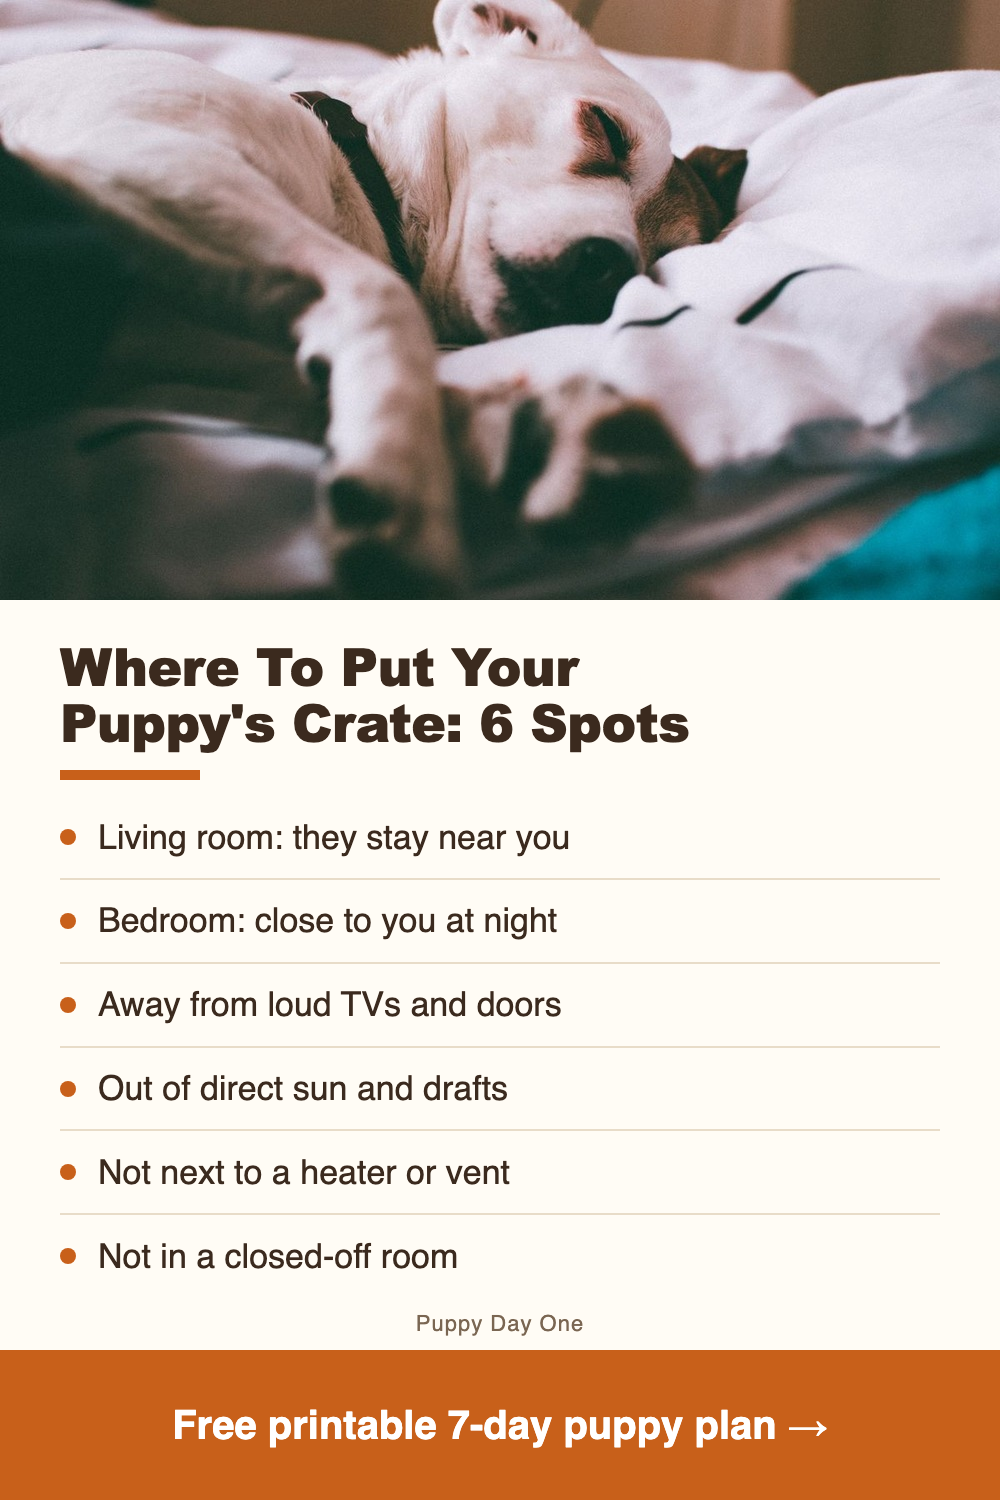 Where To Put Your
Puppy's Crate: 6 Spots
Living room: they stay near you
Bedroom: close to you at night
Away from loud TVs and doors
Out of direct sun and drafts
Not next to a heater or vent
Not in a closed-off room
Puppy Day One
Free printable 7-day puppy plan →